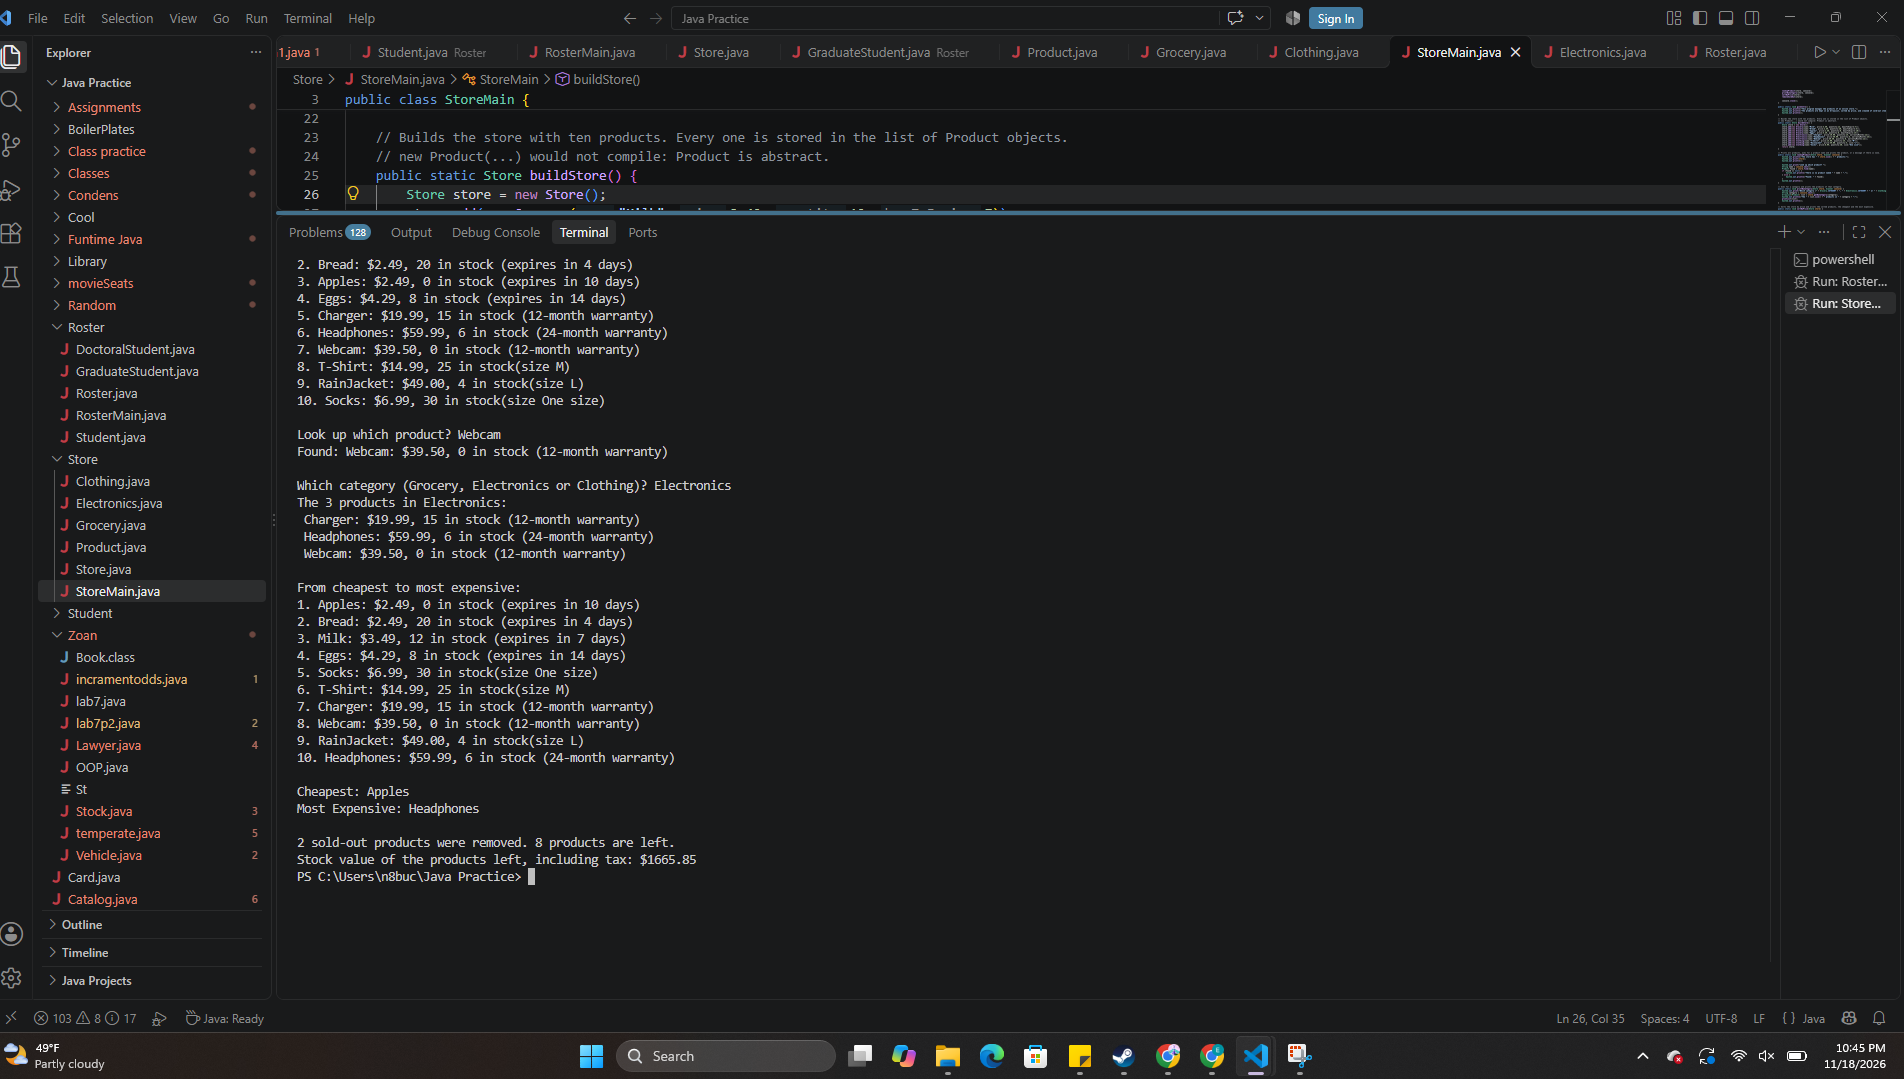 File Edit Selection View Go Run Terminal Help
Java Practice
Sign In
Explorer
Java Practice
Assignments
BoilerPlates
Class practice
Classes
Condens
Cool
Funtime Java
Library
movieSeats
Random
Roster
DoctoralStudent.java
GraduateStudent.java
Roster.java
RosterMain.java
Student.java
Store
Clothing.java
Electronics.java
Grocery.java
Product.java
Store.java
StoreMain.java
Student
Zoan
Book.class
incramentodds.java 1
lab7.java
lab7p2.java 2
Lawyer.java 4
OOP.java
St
Stock.java 3
temperate.java 5
Vehicle.java 2
Card.java
Catalog.java 6
Outline
Timeline
Java Projects
1.java 1 Student.java Roster RosterMain.java Store.java GraduateStudent.java Roster Product.java Grocery.java Clothing.java StoreMain.java Electronics.java Roster.java
Store > StoreMain.java > StoreMain > buildStore()
3 public class StoreMain {
22
23 // Builds the store with ten products. Every one is stored in the list of Product objects.
24 // new Product(...) would not compile: Product is abstract.
25 public static Store buildStore() {
26 Store store = new Store();
Problems 128 Output Debug Console Terminal Ports
2. Bread: $2.49, 20 in stock (expires in 4 days)
3. Apples: $2.49, 0 in stock (expires in 10 days)
4. Eggs: $4.29, 8 in stock (expires in 14 days)
5. Charger: $19.99, 15 in stock (12-month warranty)
6. Headphones: $59.99, 6 in stock (24-month warranty)
7. Webcam: $39.50, 0 in stock (12-month warranty)
8. T-Shirt: $14.99, 25 in stock(size M)
9. RainJacket: $49.00, 4 in stock(size L)
10. Socks: $6.99, 30 in stock(size One size)
Look up which product? Webcam
Found: Webcam: $39.50, 0 in stock (12-month warranty)
Which category (Grocery, Electronics or Clothing)? Electronics
The 3 products in Electronics:
Charger: $19.99, 15 in stock (12-month warranty)
Headphones: $59.99, 6 in stock (24-month warranty)
Webcam: $39.50, 0 in stock (12-month warranty)
From cheapest to most expensive:
1. Apples: $2.49, 0 in stock (expires in 10 days)
2. Bread: $2.49, 20 in stock (expires in 4 days)
3. Milk: $3.49, 12 in stock (expires in 7 days)
4. Eggs: $4.29, 8 in stock (expires in 14 days)
5. Socks: $6.99, 30 in stock(size One size)
6. T-Shirt: $14.99, 25 in stock(size M)
7. Charger: $19.99, 15 in stock (12-month warranty)
8. Webcam: $39.50, 0 in stock (12-month warranty)
9. RainJacket: $49.00, 4 in stock(size L)
10. Headphones: $59.99, 6 in stock (24-month warranty)
Cheapest: Apples
Most Expensive: Headphones
2 sold-out products were removed. 8 products are left.
Stock value of the products left, including tax: $1665.85
PS C:\Users\n8buc\Java Practice>
powershell
Run: Roster...
Run: Store...
103 8 17 Java: Ready
Ln 26, Col 35 Spaces: 4 UTF-8 LF { } Java
49°F
Partly cloudy
Search
10:45 PM
11/18/2026